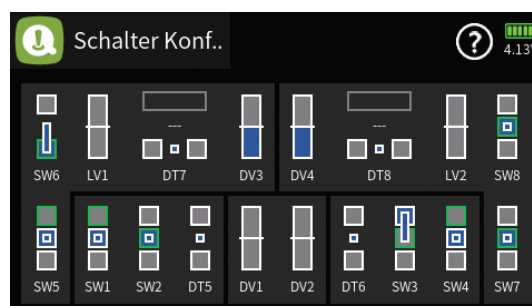 Schalter Konf..
?
4.13V
---
---
SW6 LV1 DT7 DV3 DV4 DT8 LV2 SW8
SW5 SW1 SW2 DT5 DV1 DV2 DT6 SW3 SW4 SW7